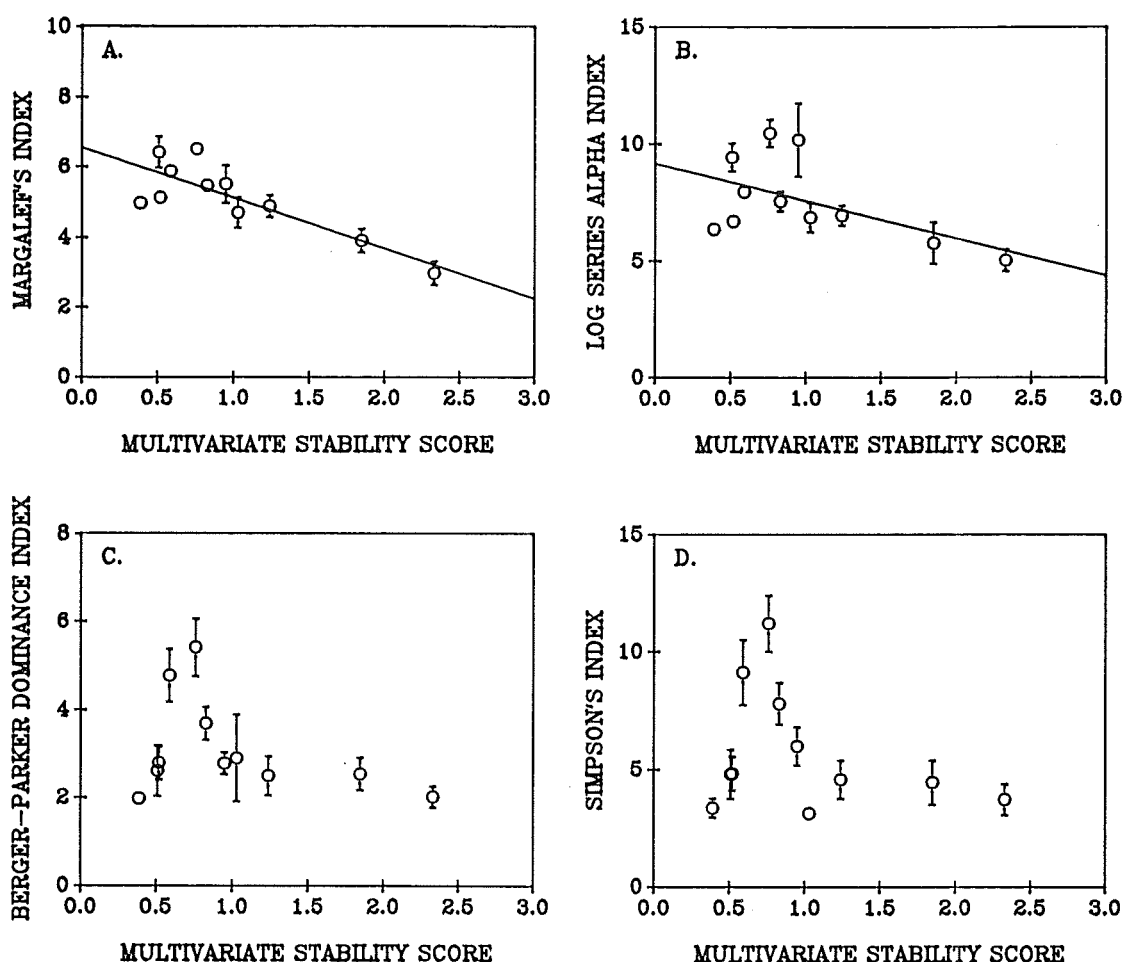 A.
MARGALEF'S INDEX
10
8
6
4
2
0
0.0 0.5 1.0 1.5 2.0 2.5 3.0
MULTIVARIATE STABILITY SCORE
B.
LOG SERIES ALPHA INDEX
15
10
5
0
0.0 0.5 1.0 1.5 2.0 2.5 3.0
MULTIVARIATE STABILITY SCORE
C.
BERGER–PARKER DOMINANCE INDEX
8
6
4
2
0
0.0 0.5 1.0 1.5 2.0 2.5 3.0
MULTIVARIATE STABILITY SCORE
D.
SIMPSON'S INDEX
15
10
5
0
0.0 0.5 1.0 1.5 2.0 2.5 3.0
MULTIVARIATE STABILITY SCORE